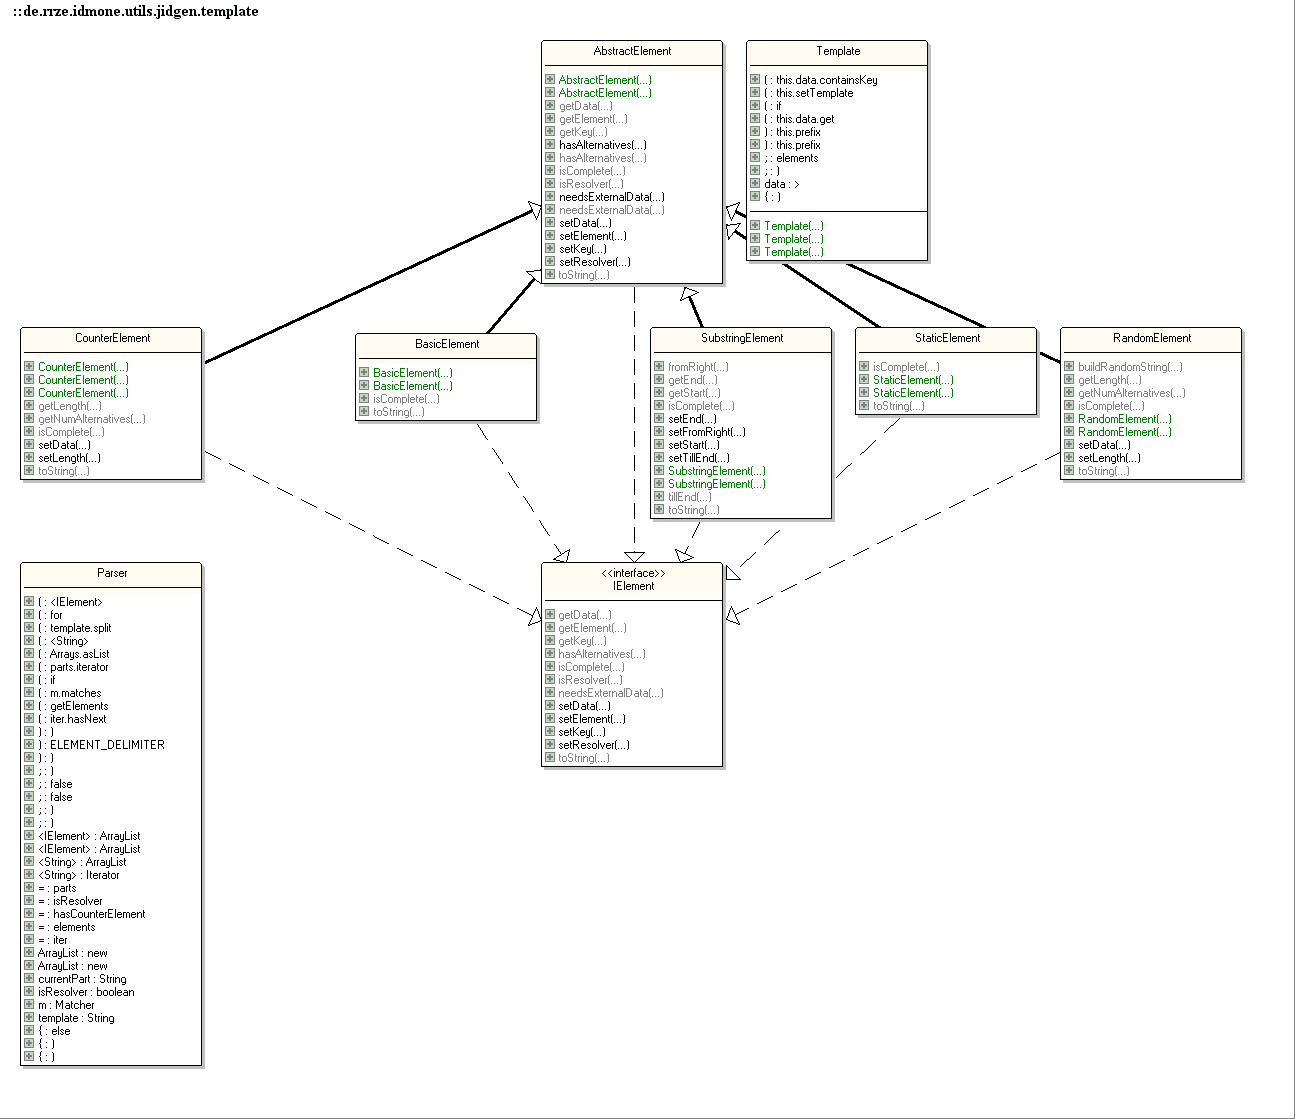 ::de.rrze.idmone.utils.jidgen.template
AbstractElement
AbstractElement(...)
AbstractElement(...)
getData(...)
getElement(...)
getKey(...)
hasAlternatives(...)
hasAlternatives(...)
isComplete(...)
isResolver(...)
needsExternalData(...)
needsExternalData(...)
setData(...)
setElement(...)
setKey(...)
setResolver(...)
toString(...)
Template
( : this.data.containsKey
( : this.setTemplate
( : if
( : this.data.get
) : this.prefix
) : this.prefix
; : elements
; : )
data : >
{ : )
Template(...)
Template(...)
Template(...)
CounterElement
CounterElement(...)
CounterElement(...)
CounterElement(...)
getLength(...)
getNumAlternatives(...)
isComplete(...)
setData(...)
setLength(...)
toString(...)
BasicElement
BasicElement(...)
BasicElement(...)
isComplete(...)
toString(...)
SubstringElement
fromRight(...)
getEnd(...)
getStart(...)
isComplete(...)
setEnd(...)
setFromRight(...)
setStart(...)
setTillEnd(...)
SubstringElement(...)
SubstringElement(...)
tillEnd(...)
toString(...)
StaticElement
isComplete(...)
StaticElement(...)
StaticElement(...)
toString(...)
RandomElement
buildRandomString(...)
getLength(...)
getNumAlternatives(...)
isComplete(...)
RandomElement(...)
RandomElement(...)
setData(...)
setLength(...)
toString(...)
Parser
( : <IElement>
( : for
( : template.split
( : <String>
( : Arrays.asList
( : parts.iterator
( : if
( : m.matches
( : getElements
( : iter.hasNext
) : )
) : ELEMENT_DELIMITER
) : )
; : )
; : false
; : false
; : )
; : )
<IElement> : ArrayList
<IElement> : ArrayList
<String> : ArrayList
<String> : Iterator
= : parts
= : isResolver
= : hasCounterElement
= : elements
= : iter
ArrayList : new
ArrayList : new
currentPart : String
isResolver : boolean
m : Matcher
template : String
{ : else
{ : )
{ : )
<<interface>>
IElement
getData(...)
getElement(...)
getKey(...)
hasAlternatives(...)
isComplete(...)
isResolver(...)
needsExternalData(...)
setData(...)
setElement(...)
setKey(...)
setResolver(...)
toString(...)